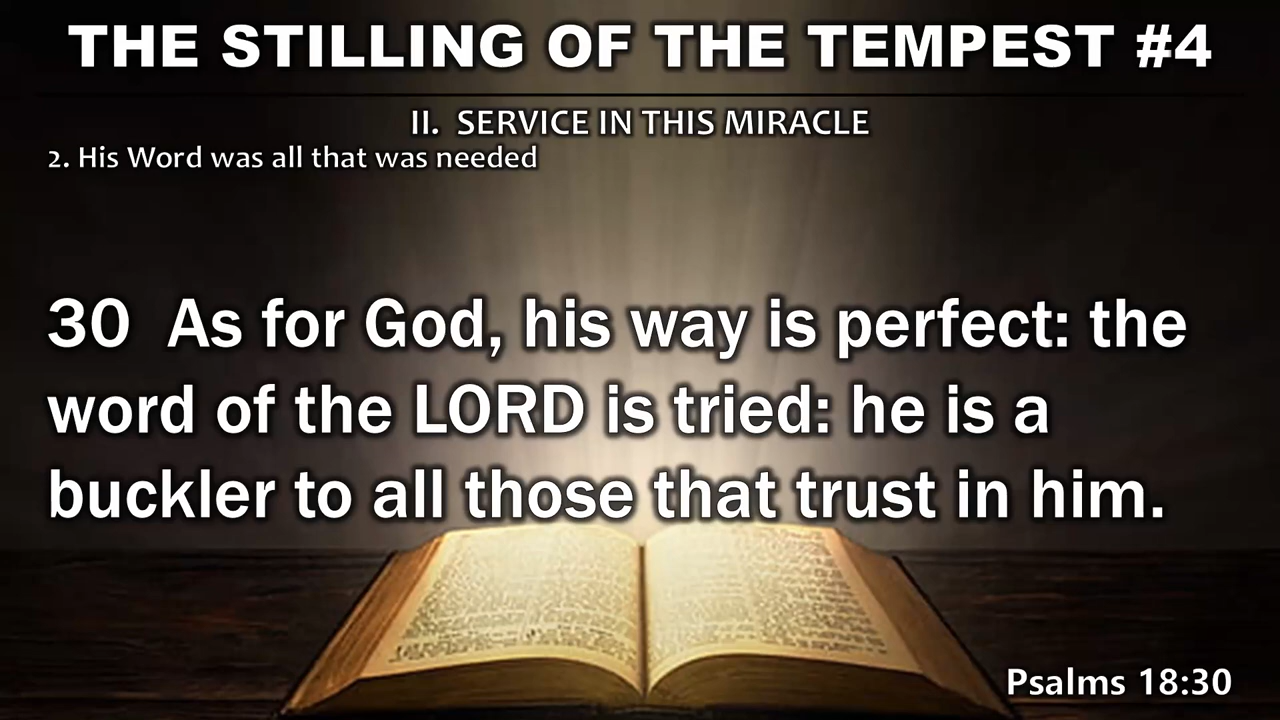 THE STILLING OF THE TEMPEST #4
II.  SERVICE IN THIS MIRACLE
2. His Word was all that was needed
30  As for God, his way is perfect: the
word of the LORD is tried: he is a
buckler to all those that trust in him.
Psalms 18:30